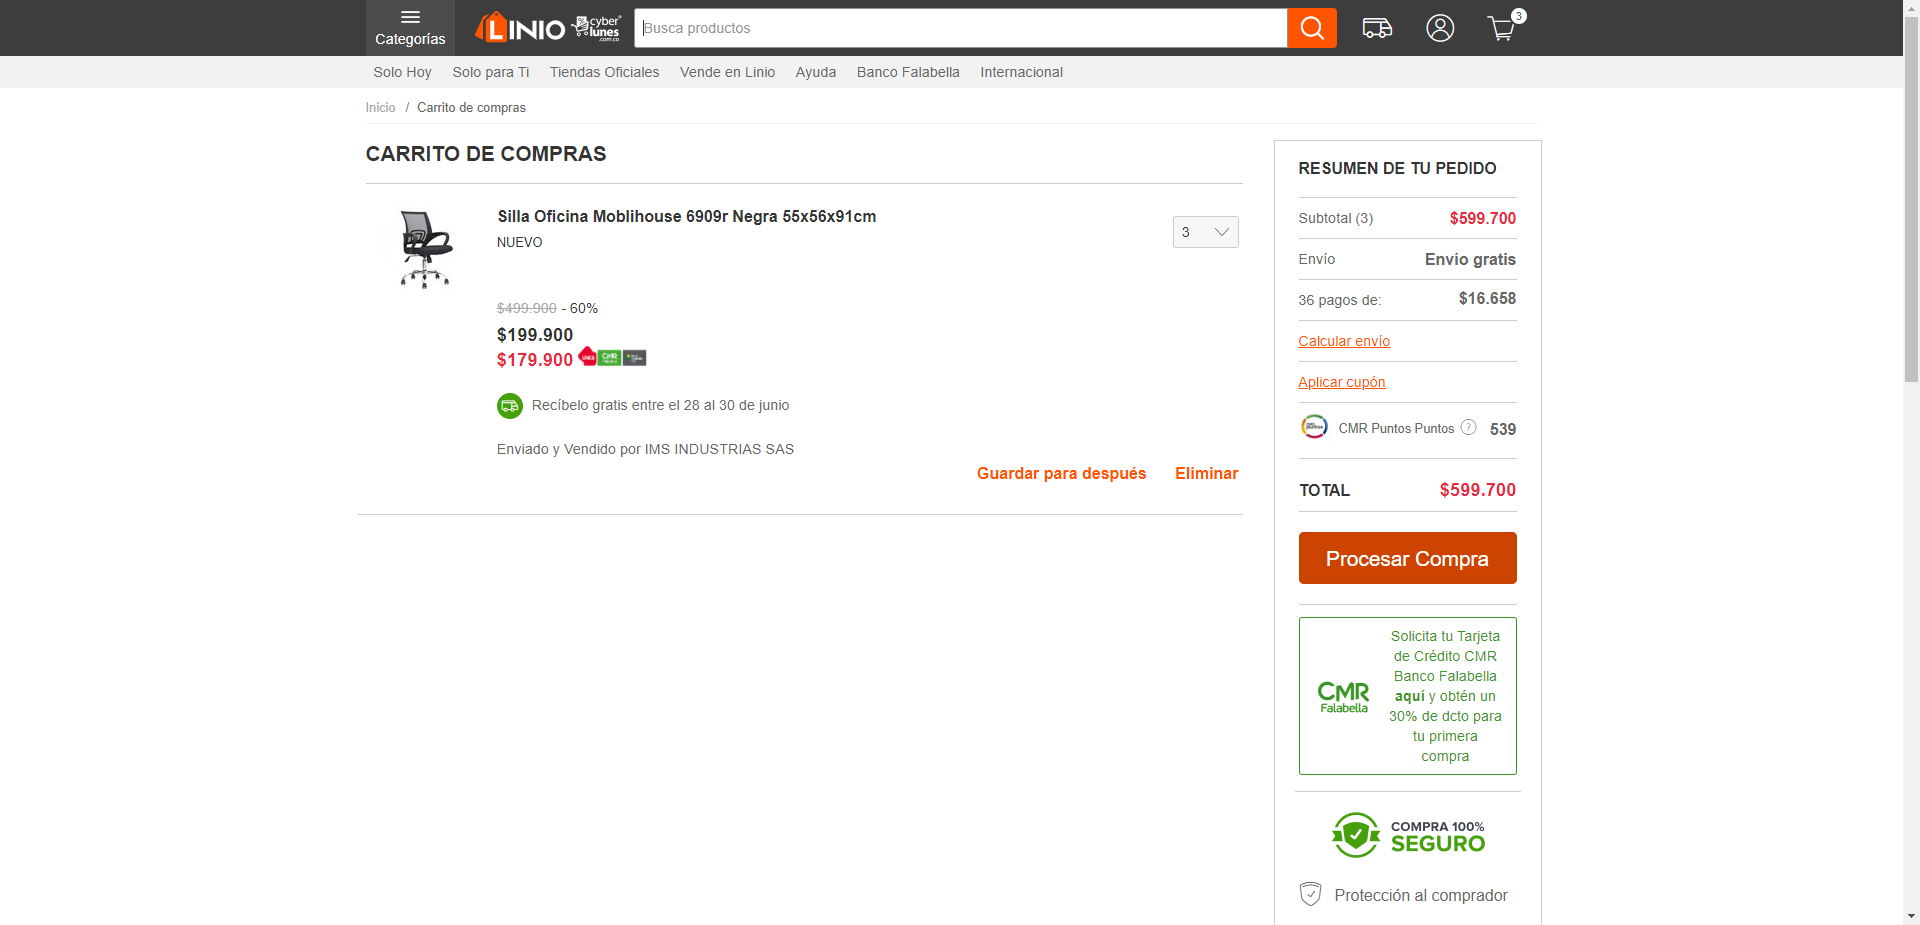 Categorías
LINIO
cyber
lunes
.com.co
Busca productos
3
Solo Hoy
Solo para Ti
Tiendas Oficiales
Vende en Linio
Ayuda
Banco Falabella
Internacional
Inicio / Carrito de compras
CARRITO DE COMPRAS
Silla Oficina Moblihouse 6909r Negra 55x56x91cm
NUEVO
3
$499.900 - 60%
$199.900
$179.900 CMR
Recíbelo gratis entre el 28 al 30 de junio
Enviado y Vendido por IMS INDUSTRIAS SAS
Guardar para después
Eliminar
RESUMEN DE TU PEDIDO
Subtotal (3) $599.700
Envío Envío gratis
36 pagos de: $16.658
Calcular envío
Aplicar cupón
puntos CMR Puntos Puntos ? 539
TOTAL $599.700
Procesar Compra
CMR
Falabella
Solicita tu Tarjeta
de Crédito CMR
Banco Falabella
aquí y obtén un
30% de dcto para
tu primera
compra
COMPRA 100%
SEGURO
Protección al comprador